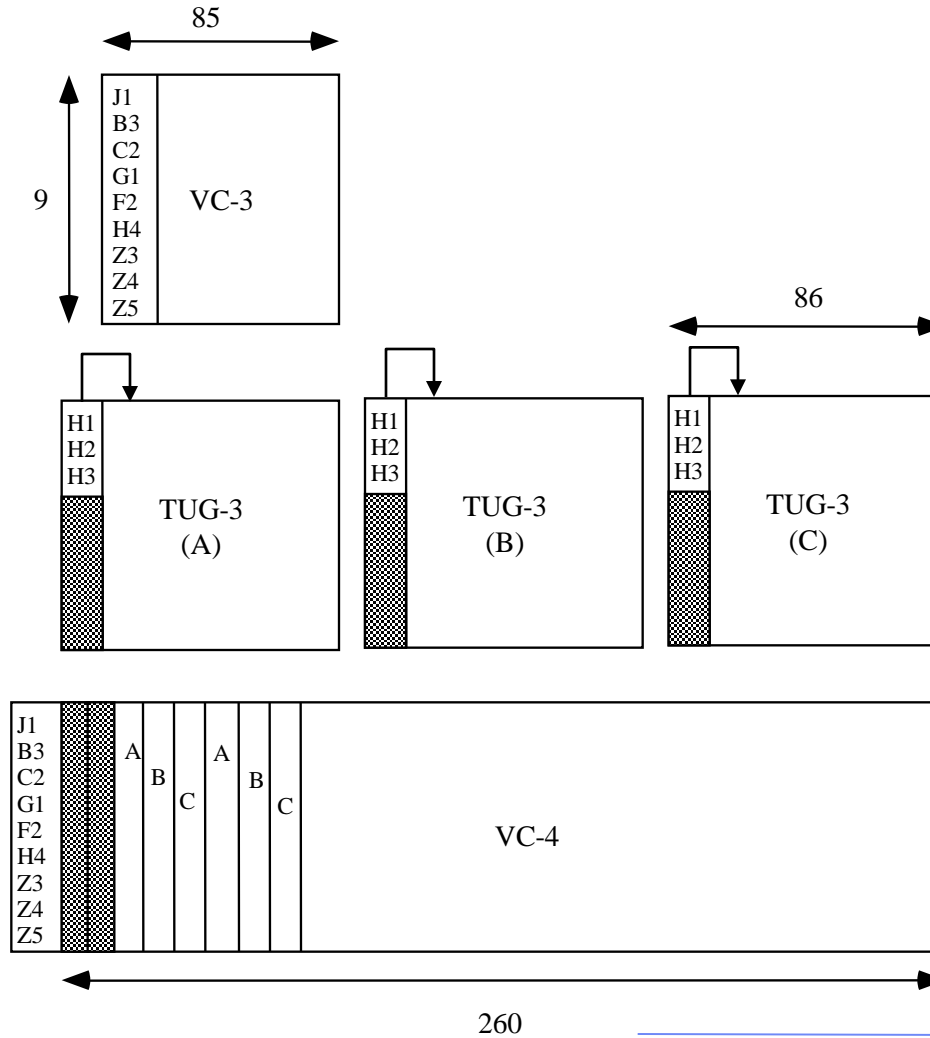 85
J1
B3
C2
G1
F2
H4
Z3
Z4
Z5
9
VC-3
86
H1
H2
H3
TUG-3
(A)
H1
H2
H3
TUG-3
(B)
H1
H2
H3
TUG-3
(C)
J1
B3
C2
G1
F2
H4
Z3
Z4
Z5
A
B
C
A
B
C
VC-4
260